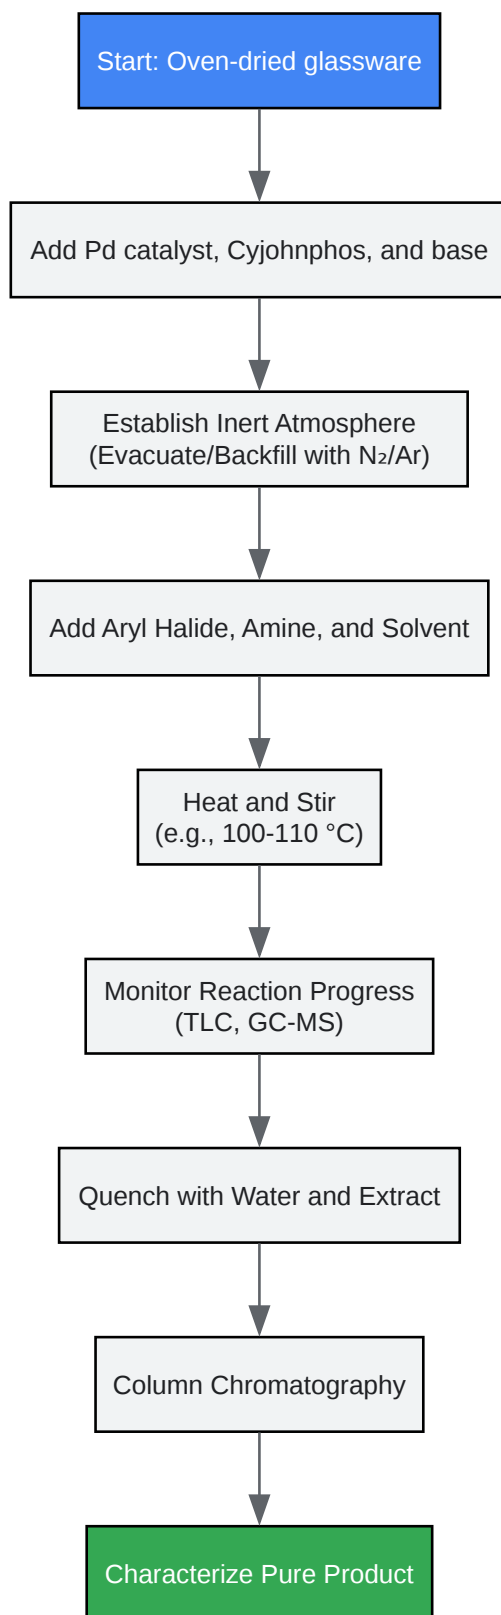 Start: Oven-dried glassware
Add Pd catalyst, Cyjohnphos, and base
Establish Inert Atmosphere
(Evacuate/Backfill with N₂/Ar)
Add Aryl Halide, Amine, and Solvent
Heat and Stir
(e.g., 100-110 °C)
Monitor Reaction Progress
(TLC, GC-MS)
Quench with Water and Extract
Column Chromatography
Characterize Pure Product